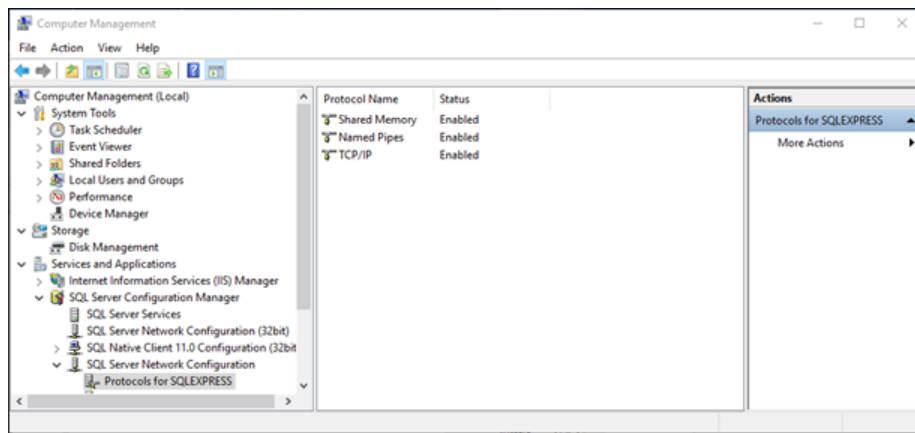 Computer Management
File Action View Help
Computer Management (Local)
System Tools
Task Scheduler
Event Viewer
Shared Folders
Local Users and Groups
Performance
Device Manager
Storage
Disk Management
Services and Applications
Internet Information Services (IIS) Manager
SQL Server Configuration Manager
SQL Server Services
SQL Server Network Configuration (32bit)
SQL Native Client 11.0 Configuration (32bit
SQL Server Network Configuration
Protocols for SQLEXPRESS
Protocol Name Status
Shared Memory Enabled
Named Pipes Enabled
TCP/IP Enabled
Actions
Protocols for SQLEXPRESS
More Actions